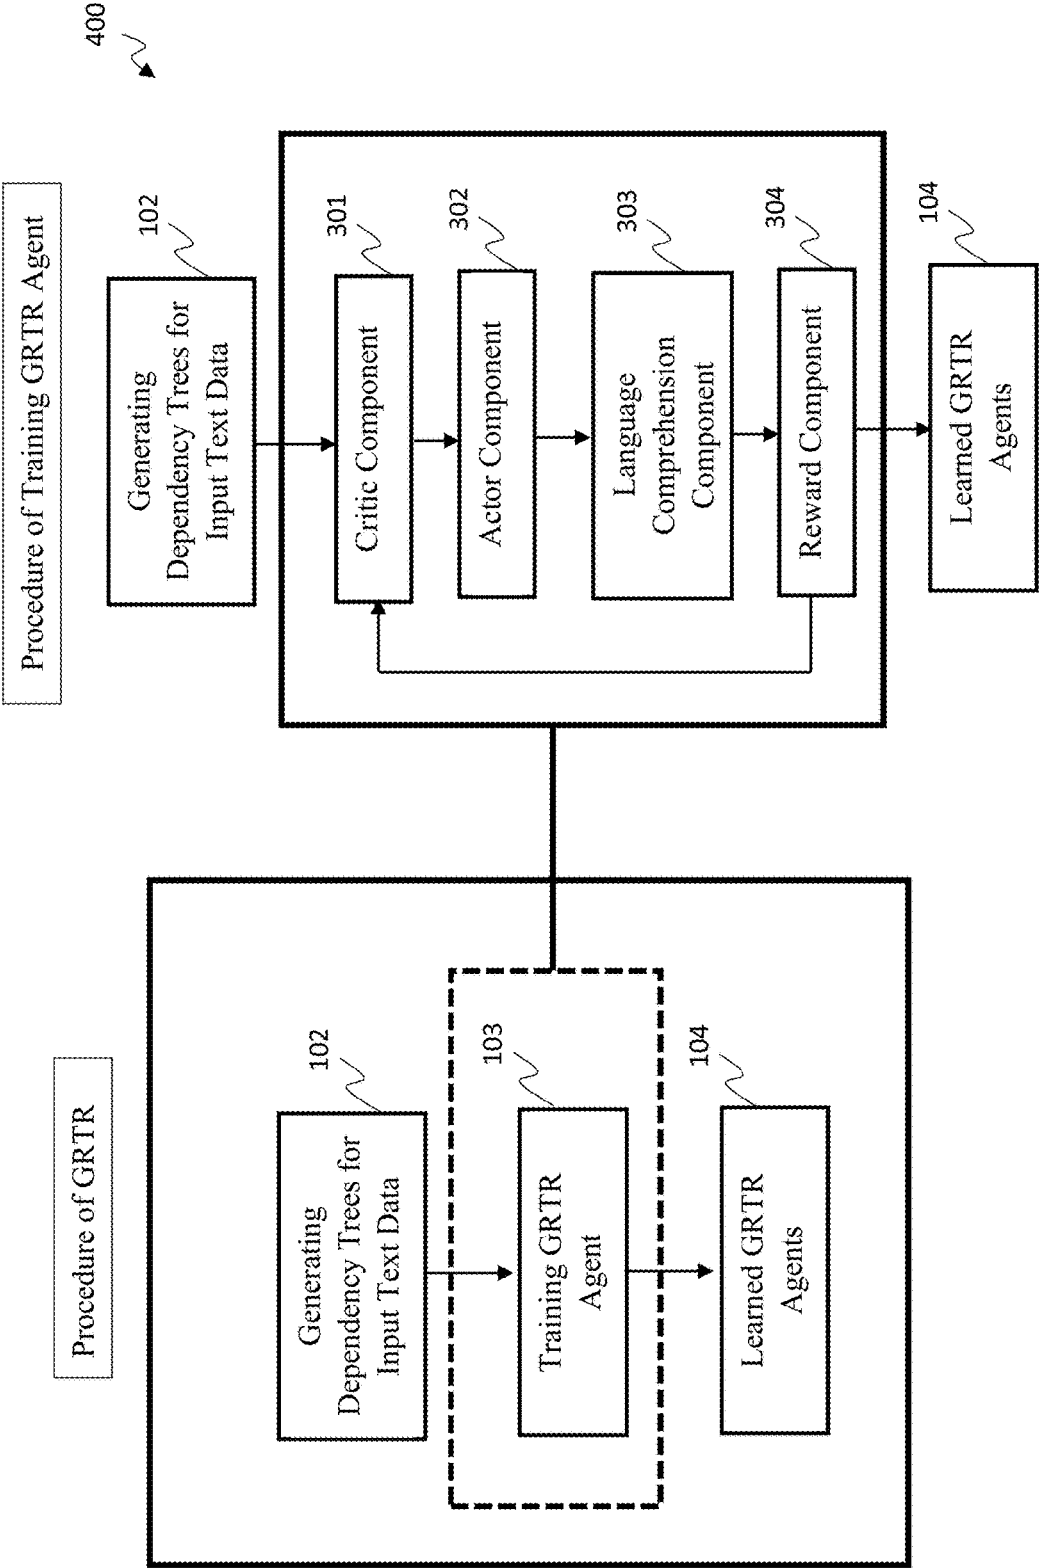 Procedure of GRTR
102
Generating
Dependency Trees for
Input Text Data
103
Training GRTR
Agent
104
Learned GRTR
Agents
400
Procedure of Training GRTR Agent
102
Generating
Dependency Trees for
Input Text Data
301
Critic Component
302
Actor Component
303
Language
Comprehension
Component
304
Reward Component
104
Learned GRTR
Agents